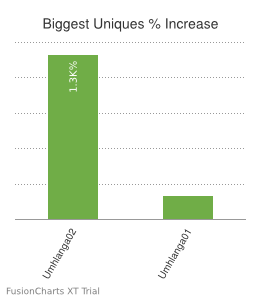 Biggest Uniques % Increase
1.3K%
Umhlanga02
Umhlanga01
FusionCharts XT Trial